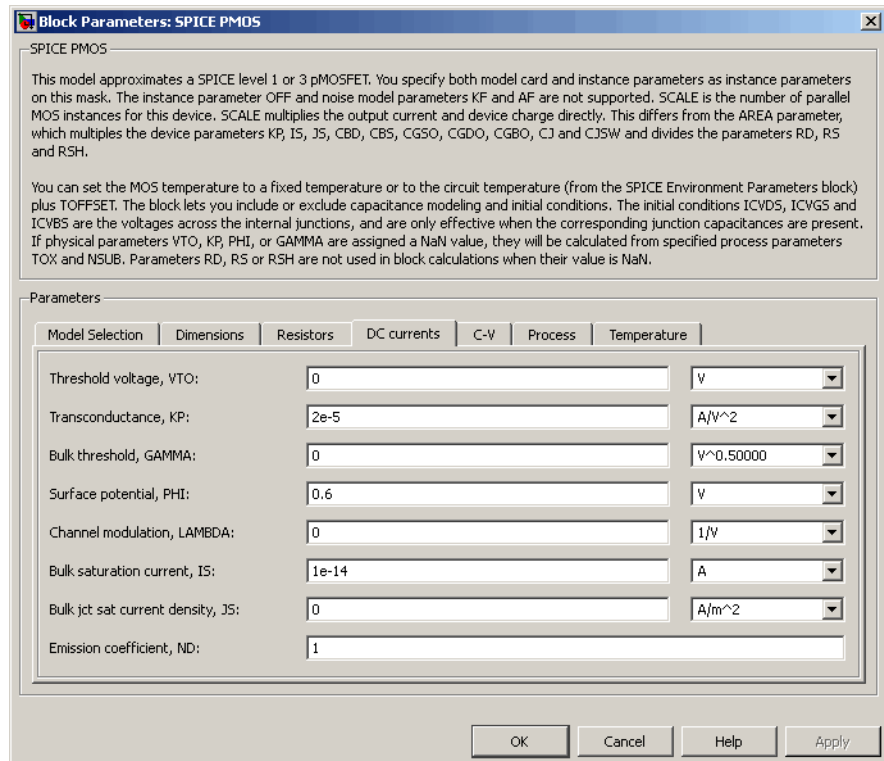 Block Parameters: SPICE PMOS
SPICE PMOS
This model approximates a SPICE level 1 or 3 pMOSFET. You specify both model card and instance parameters as instance parameters
on this mask. The instance parameter OFF and noise model parameters KF and AF are not supported. SCALE is the number of parallel
MOS instances for this device. SCALE multiplies the output current and device charge directly. This differs from the AREA parameter,
which multiples the device parameters KP, IS, JS, CBD, CBS, CGSO, CGDO, CGBO, CJ and CJSW and divides the parameters RD, RS
and RSH.
You can set the MOS temperature to a fixed temperature or to the circuit temperature (from the SPICE Environment Parameters block)
plus TOFFSET. The block lets you include or exclude capacitance modeling and initial conditions. The initial conditions ICVDS, ICVGS and
ICVBS are the voltages across the internal junctions, and are only effective when the corresponding junction capacitances are present.
If physical parameters VTO, KP, PHI, or GAMMA are assigned a NaN value, they will be calculated from specified process parameters
TOX and NSUB. Parameters RD, RS or RSH are not used in block calculations when their value is NaN.
Parameters
Model Selection Dimensions Resistors DC currents C-V Process Temperature
Threshold voltage, VTO: 0 V
Transconductance, KP: 2e-5 A/V^2
Bulk threshold, GAMMA: 0 V^0.50000
Surface potential, PHI: 0.6 V
Channel modulation, LAMBDA: 0 1/V
Bulk saturation current, IS: 1e-14 A
Bulk jct sat current density, JS: 0 A/m^2
Emission coefficient, ND: 1
OK Cancel Help Apply